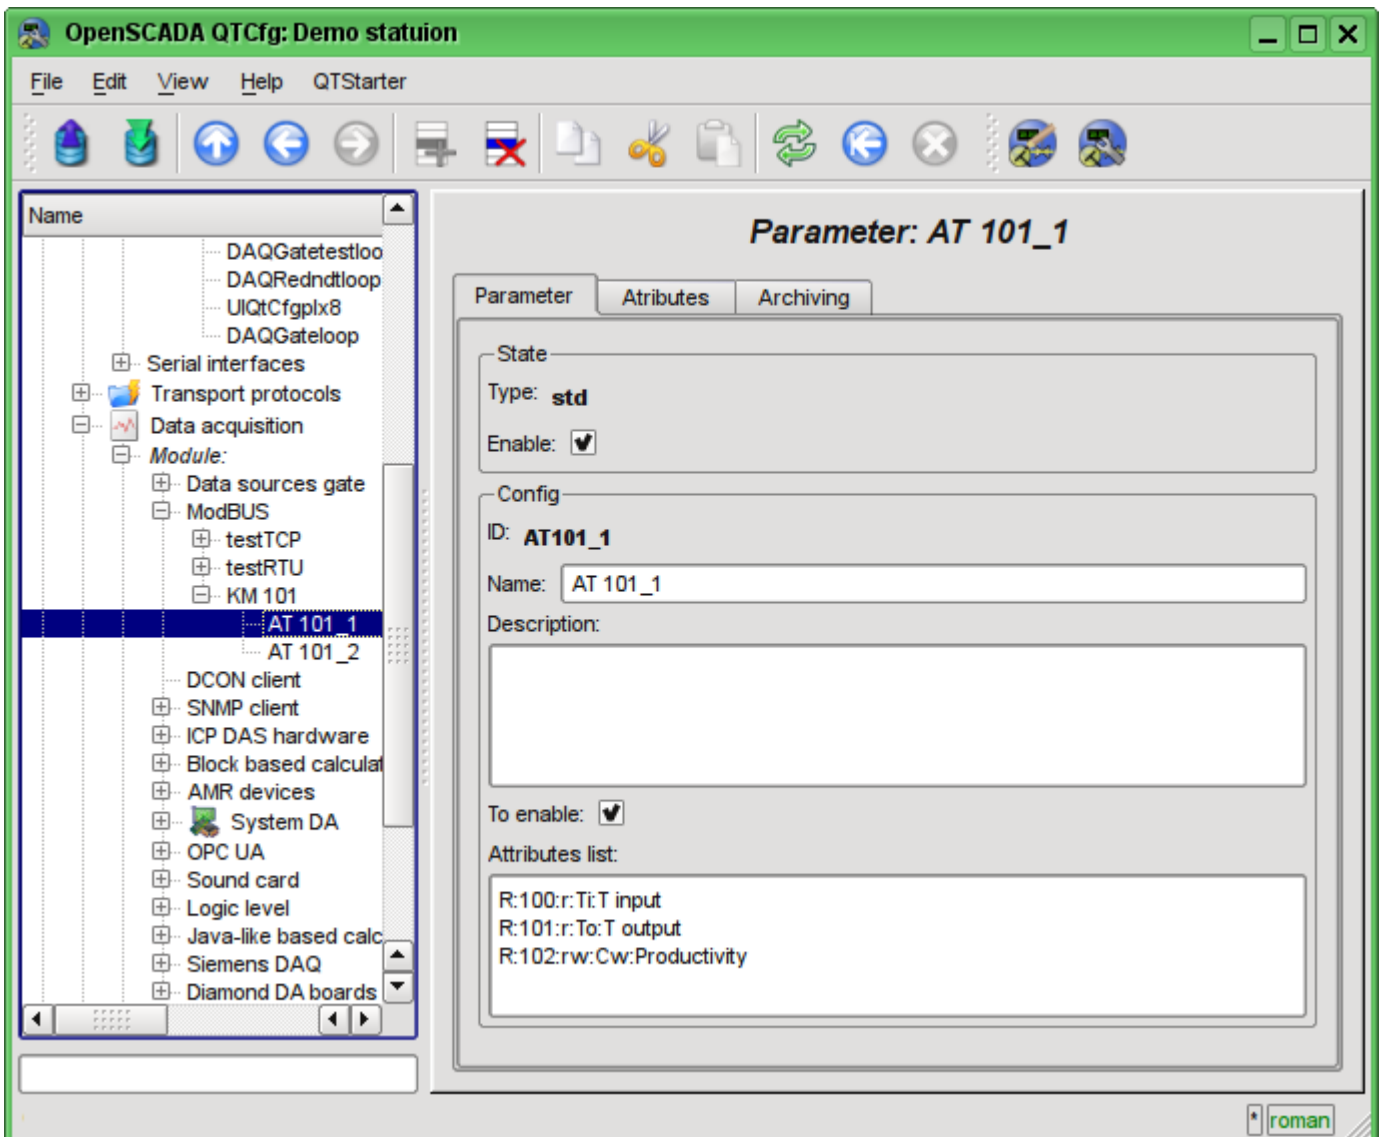 OpenSCADA QTCfg: Demo statuion
File Edit View Help QTStarter
Name
DAQGatetestloo
DAQRedndtloop
UIQtCfgplx8
DAQGateloop
Serial interfaces
Transport protocols
Data acquisition
Module:
Data sources gate
ModBUS
testTCP
testRTU
KM 101
AT 101_1
AT 101_2
DCON client
SNMP client
ICP DAS hardware
Block based calculat
AMR devices
System DA
OPC UA
Sound card
Logic level
Java-like based calc
Siemens DAQ
Diamond DA boards
Parameter: AT 101_1
Parameter Atributes Archiving
State
Type: std
Enable:
Config
ID: AT101_1
Name: AT 101_1
Description:
To enable:
Attributes list:
R:100:r:Ti:T input
R:101:r:To:T output
R:102:rw:Cw:Productivity
* roman